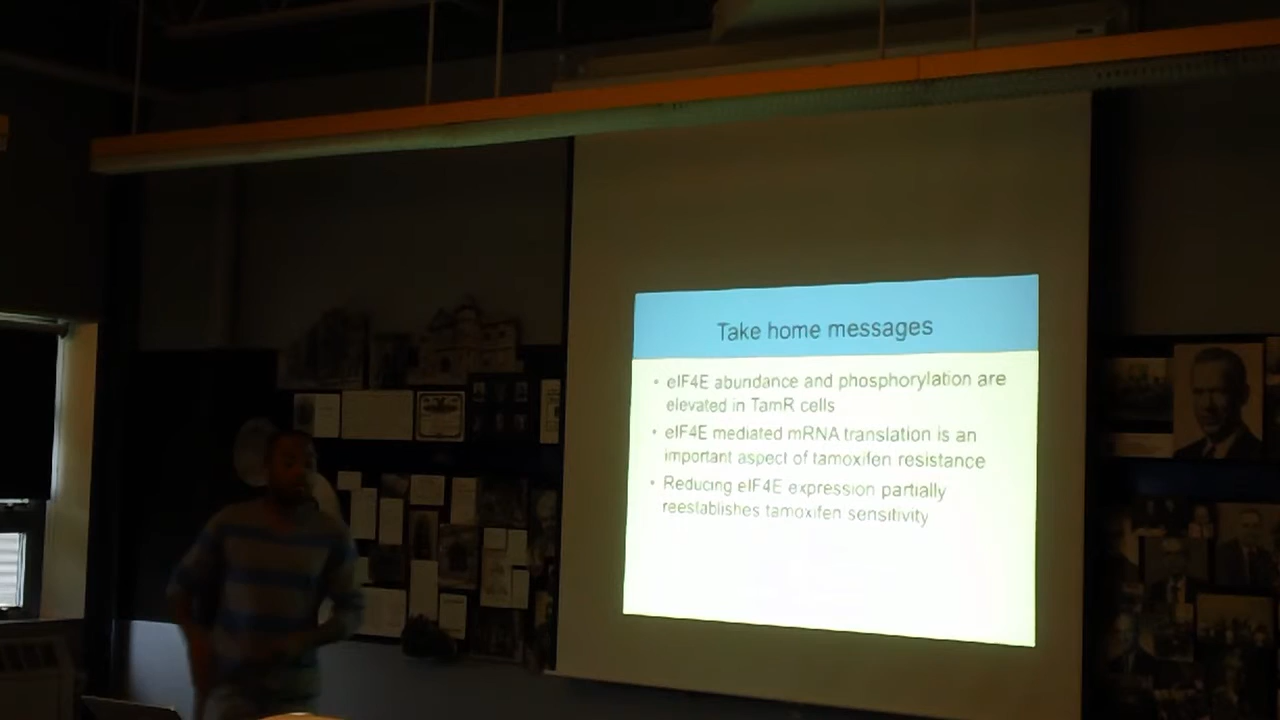 Take home messages
• eIF4E abundance and phosphorylation are
elevated in TamR cells
• eIF4E mediated mRNA translation is an
important aspect of tamoxifen resistance
• Reducing eIF4E expression partially
reestablishes tamoxifen sensitivity